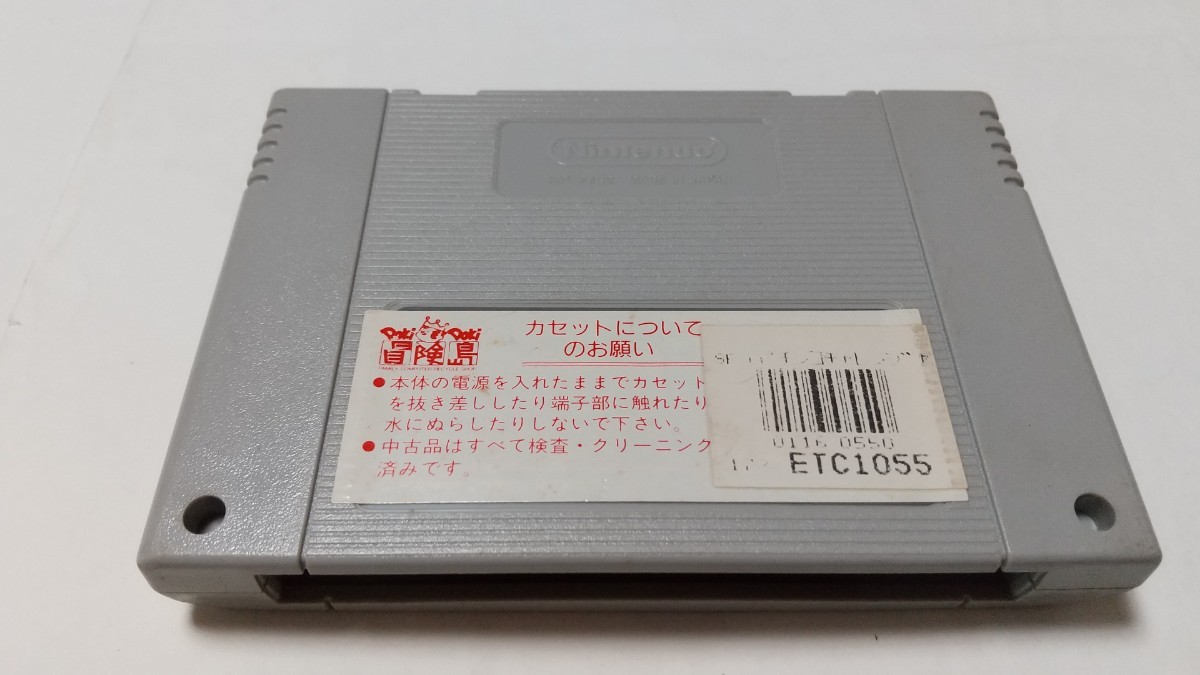 Nintendo
Doki Doki
冒険島
FAMILY COMPUTER RECYCLE SHOP
カセットについて
のお願い
●本体の電源を入れたままでカセット
を抜き差ししたり端子部に触れたり
水にぬらしたりしないで下さい。
●中古品はすべて検査・クリーニング
済みです。
0116 0550
ETC1055